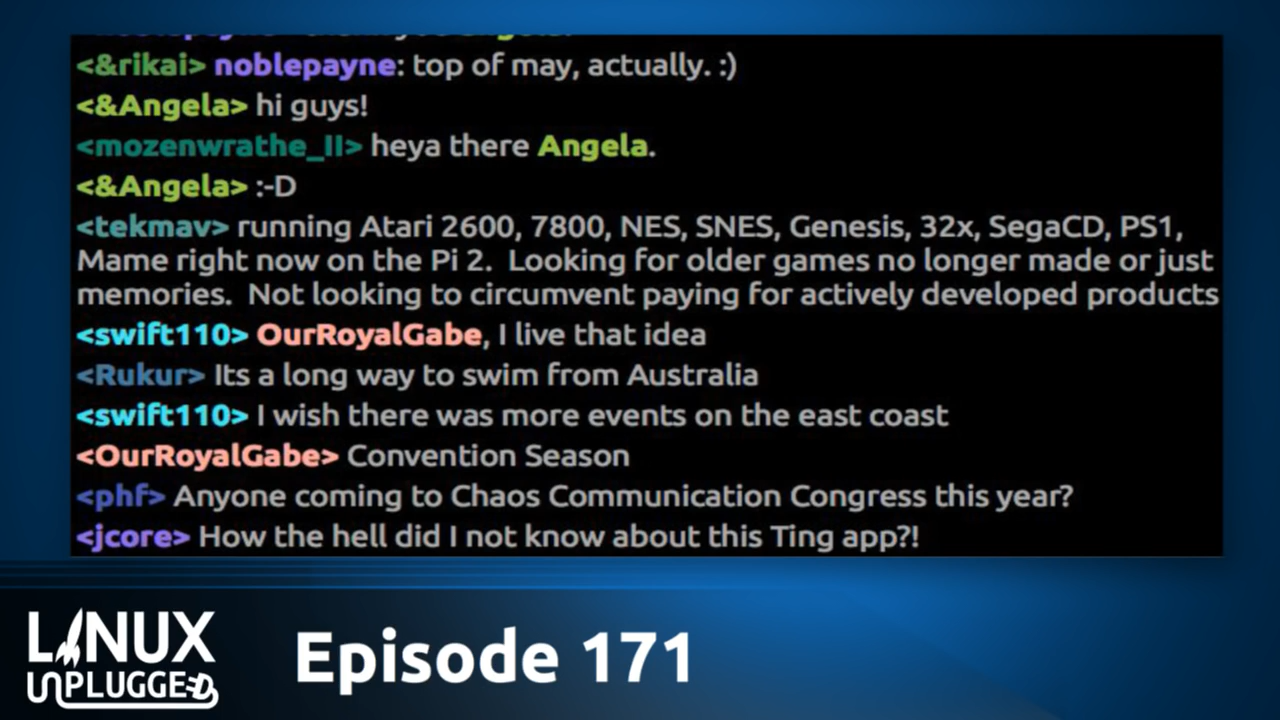 <&rikai> noblepayne: top of may, actually. :)
<&Angela> hi guys!
<mozenwrathe_II> heya there Angela.
<&Angela> :-D
<tekmav> running Atari 2600, 7800, NES, SNES, Genesis, 32x, SegaCD, PS1,
Mame right now on the Pi 2.  Looking for older games no longer made or just
memories.  Not looking to circumvent paying for actively developed products
<swift110> OurRoyalGabe, I live that idea
<Rukur> Its a long way to swim from Australia
<swift110> I wish there was more events on the east coast
<OurRoyalGabe> Convention Season
<phf> Anyone coming to Chaos Communication Congress this year?
<jcore> How the hell did I not know about this Ting app?!
LINUX
UNPLUGGED
Episode 171